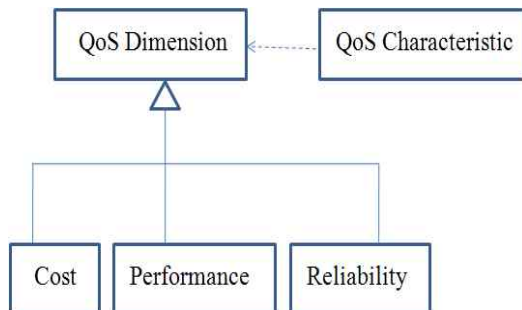 QoS Dimension
QoS Characteristic
Cost
Performance
Reliability